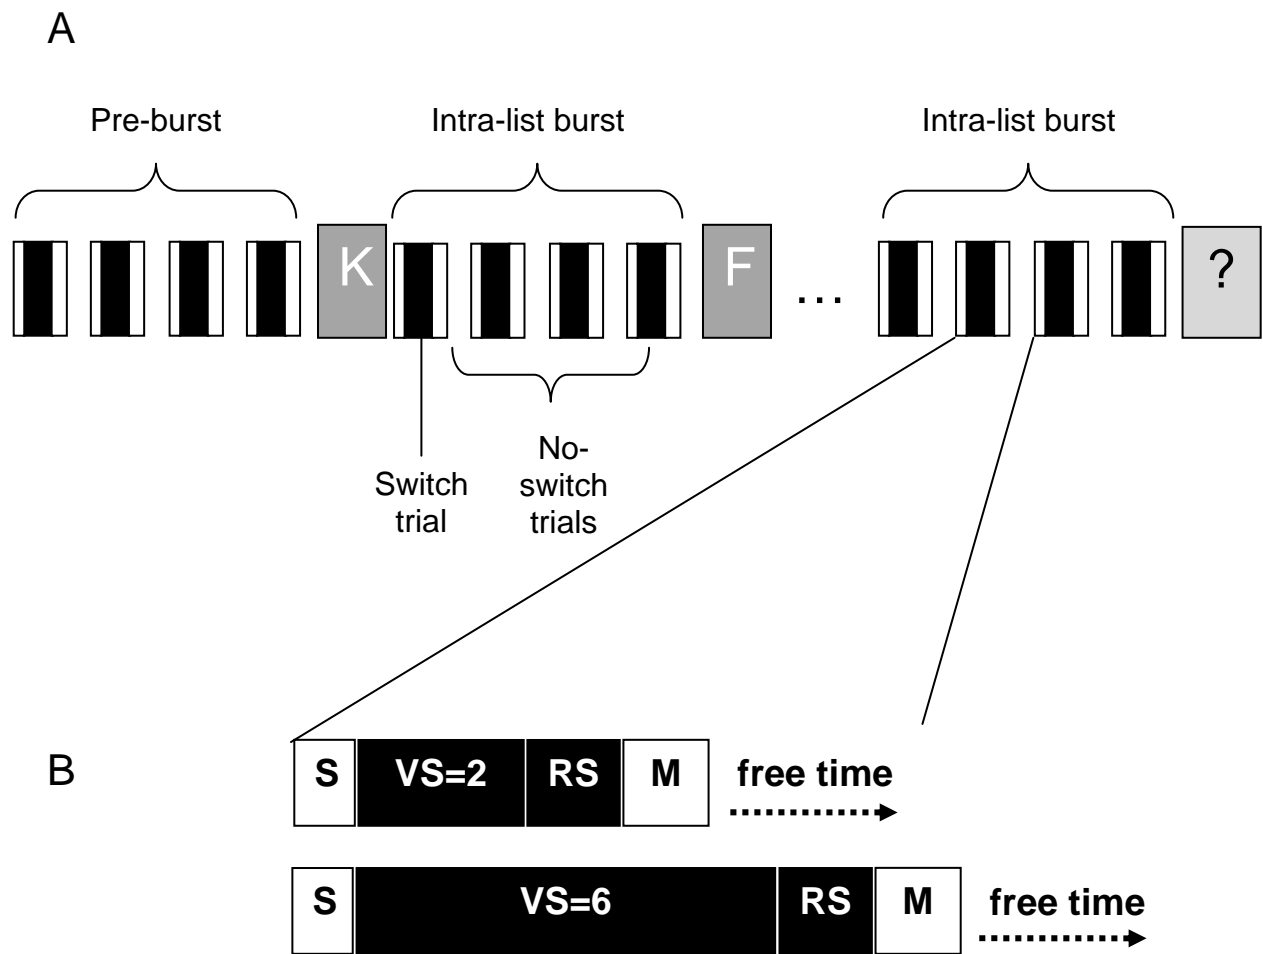 A
Pre-burst
Intra-list burst
Intra-list burst
K
F
...
?
Switch
trial
No-
switch
trials
B
S
VS=2
RS
M
free time
S
VS=6
RS
M
free time